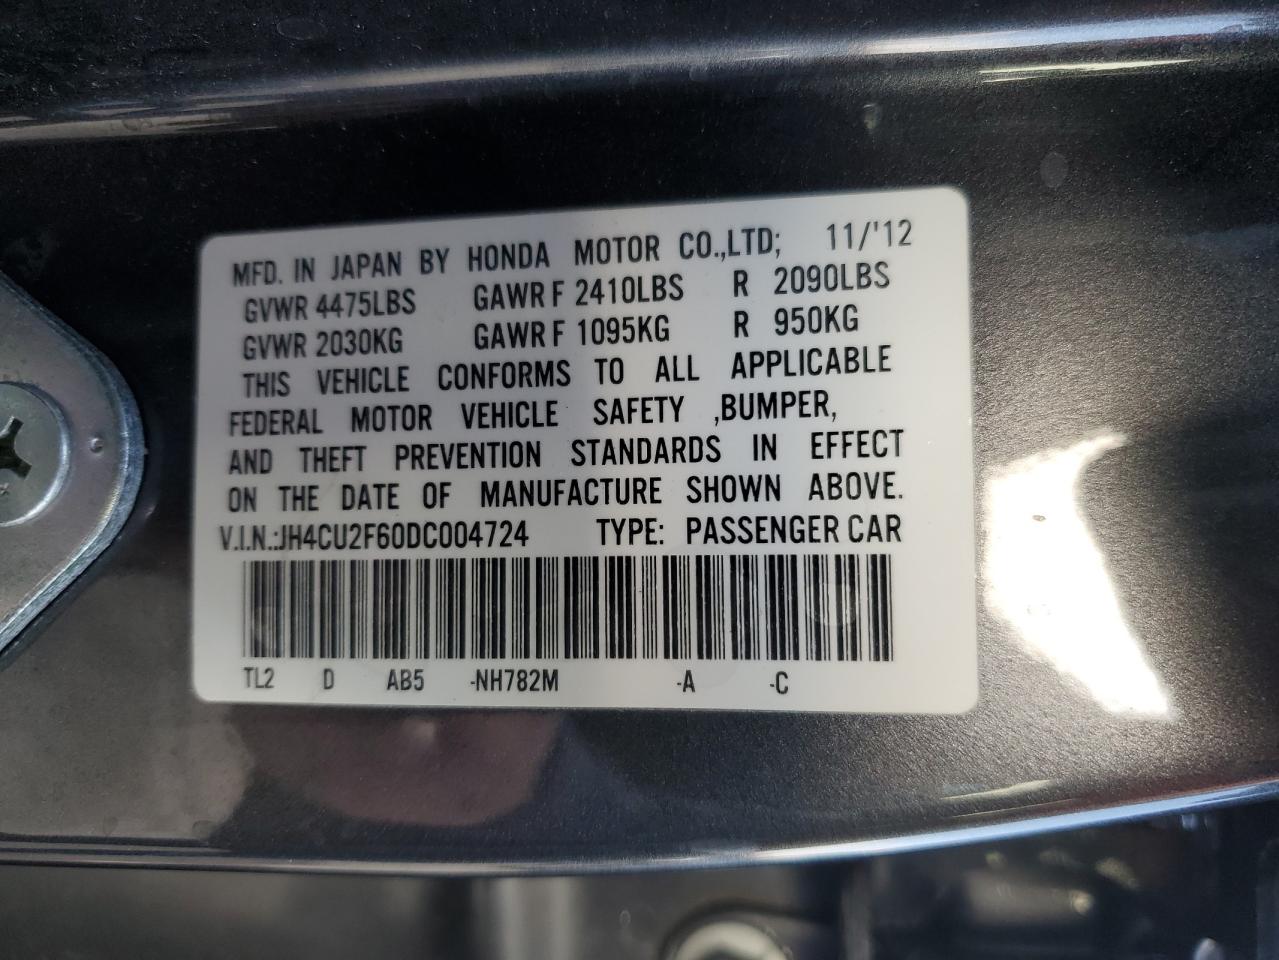 MFD. IN JAPAN BY HONDA MOTOR CO.,LTD; 11/'12
GVWR 4475LBS GAWR F 2410LBS R 2090LBS
GVWR 2030KG GAWR F 1095KG R 950KG
THIS VEHICLE CONFORMS TO ALL APPLICABLE
FEDERAL MOTOR VEHICLE SAFETY ,BUMPER,
AND THEFT PREVENTION STANDARDS IN EFFECT
ON THE DATE OF MANUFACTURE SHOWN ABOVE.
V.I.N.:JH4CU2F60DC004724 TYPE: PASSENGER CAR
TL2 D AB5 -NH782M -A -C